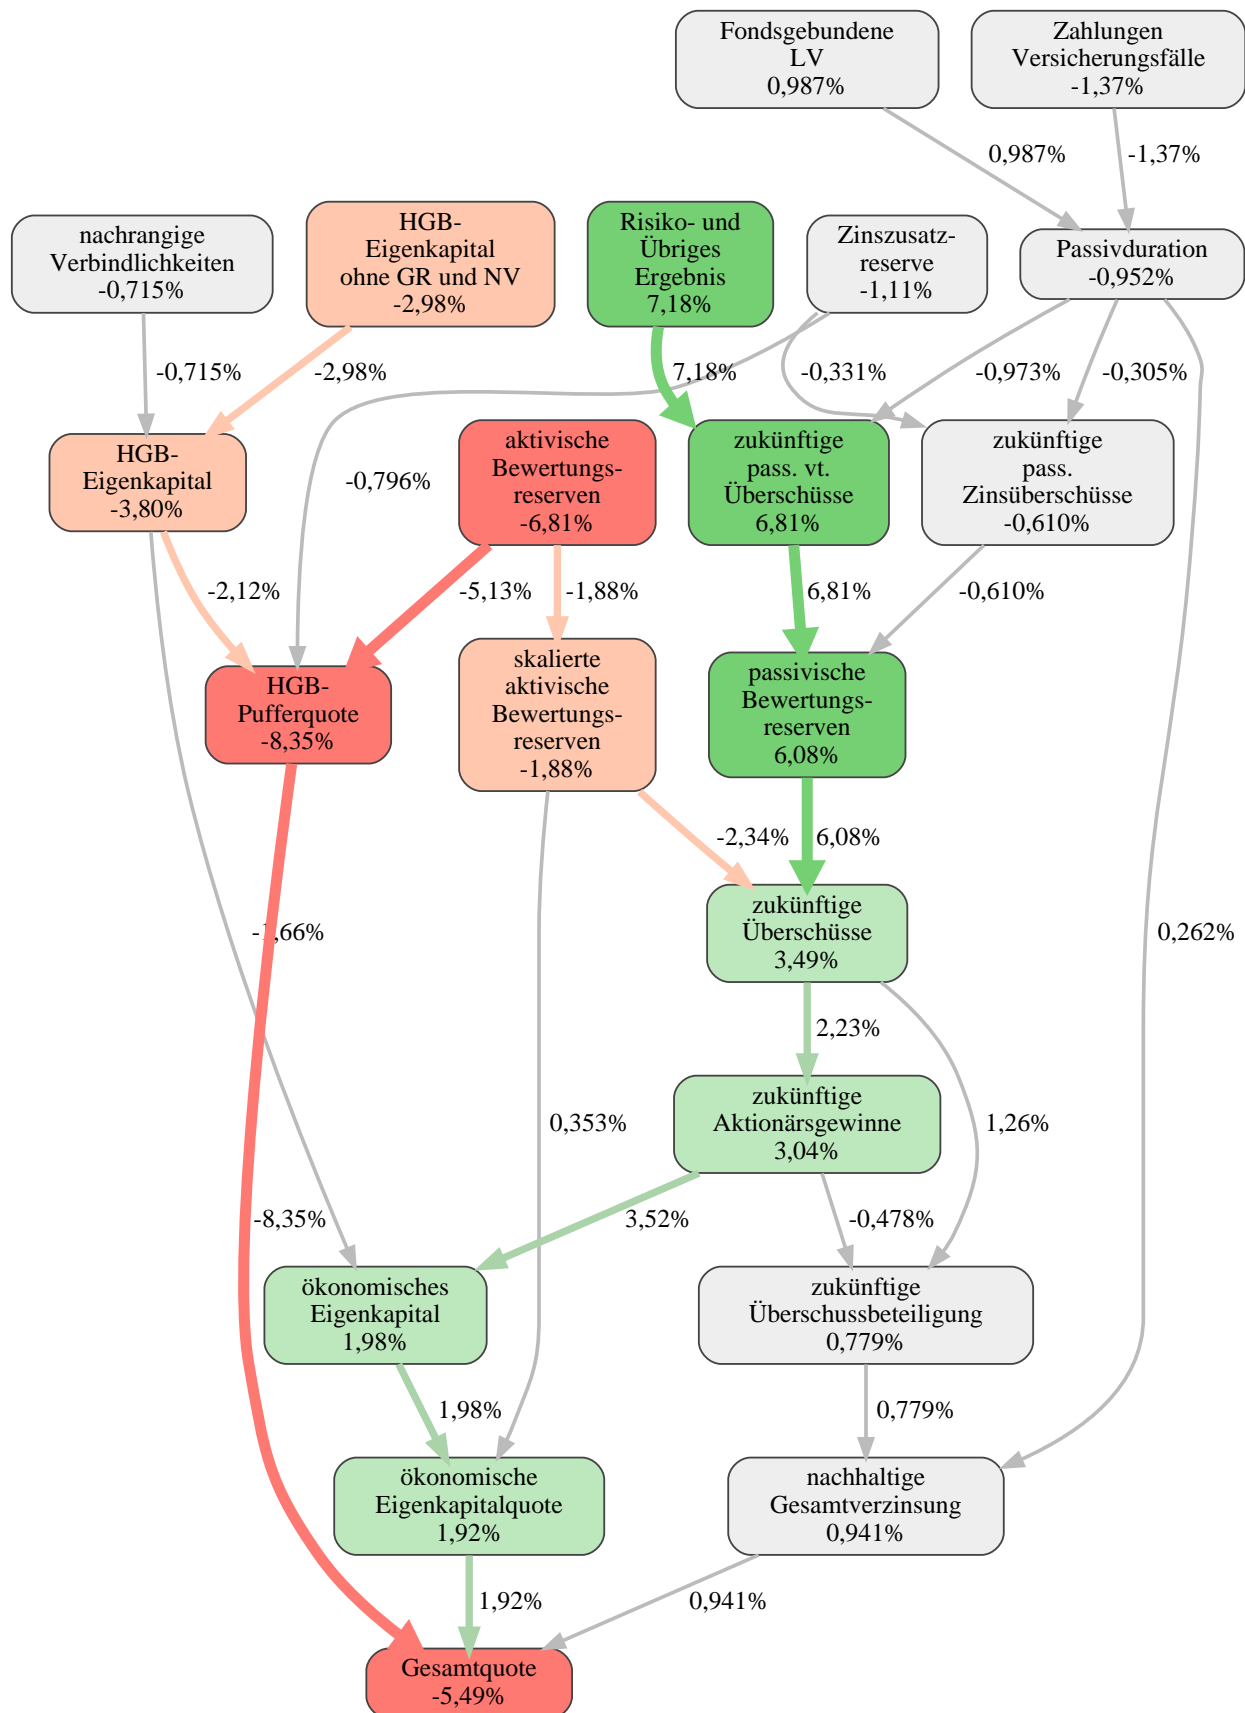 Fondsgebundene
LV
0,987%
Zahlungen
Versicherungsfälle
-1,37%
0,987%
-1,37%
nachrangige
Verbindlichkeiten
-0,715%
HGB-
Eigenkapital
ohne GR und NV
-2,98%
Risiko- und
Übriges
Ergebnis
7,18%
Zinszusatz-
reserve
-1,11%
Passivduration
-0,952%
-0,715%
-2,98%
7,18%
-0,331%
-0,973%
-0,305%
HGB-
Eigenkapital
-3,80%
-0,796%
aktivische
Bewertungs-
reserven
-6,81%
zukünftige
pass. vt.
Überschüsse
6,81%
zukünftige
pass.
Zinsüberschüsse
-0,610%
-2,12%
-5,13%
-1,88%
6,81%
-0,610%
HGB-
Pufferquote
-8,35%
skalierte
aktivische
Bewertungs-
reserven
-1,88%
passivische
Bewertungs-
reserven
6,08%
-2,34%
6,08%
-1,66%
zukünftige
Überschüsse
3,49%
0,262%
2,23%
0,353%
zukünftige
Aktionärsgewinne
3,04%
1,26%
-8,35%
3,52%
-0,478%
ökonomisches
Eigenkapital
1,98%
zukünftige
Überschussbeteiligung
0,779%
1,98%
0,779%
ökonomische
Eigenkapitalquote
1,92%
nachhaltige
Gesamtverzinsung
0,941%
1,92%
0,941%
Gesamtquote
-5,49%